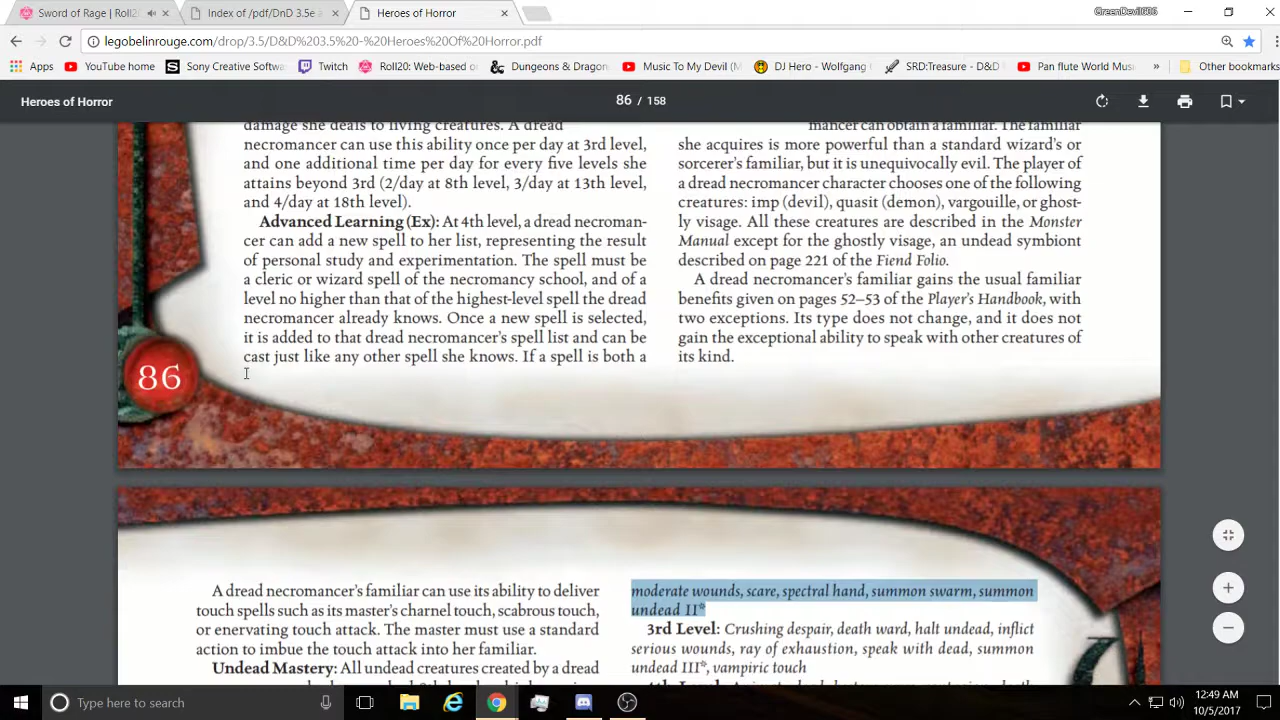 Sword of Rage | Roll20
Index of /pdf/DnD 3.5e
Heroes of Horror
GreenDevil686
legobelinrouge.com/drop/3.5/D&D%203.5%20-%20Heroes%20Of%20Horror.pdf
Apps
YouTube home
Sony Creative Softwa
Twitch
Roll20: Web-based o
Dungeons & Dragon
Music To My Devil (M
DJ Hero - Wolfgang
SRD:Treasure - D&D
Pan flute World Mus
»
Other bookmarks
Heroes of Horror
86 / 158
damage she deals to living creatures. A dread
necromancer can use this ability once per day at 3rd level,
and one additional time per day for every five levels she
attains beyond 3rd (2/day at 8th level, 3/day at 13th level,
and 4/day at 18th level).
Advanced Learning (Ex): At 4th level, a dread necroman-
cer can add a new spell to her list, representing the result
of personal study and experimentation. The spell must be
a cleric or wizard spell of the necromancy school, and of a
level no higher than that of the highest-level spell the dread
necromancer already knows. Once a new spell is selected,
it is added to that dread necromancer's spell list and can be
cast just like any other spell she knows. If a spell is both a
mancer can obtain a familiar. The familiar
she acquires is more powerful than a standard wizard's or
sorcerer's familiar, but it is unequivocally evil. The player of
a dread necromancer character chooses one of the following
creatures: imp (devil), quasit (demon), vargouille, or ghost-
ly visage. All these creatures are described in the Monster
Manual except for the ghostly visage, an undead symbiont
described on page 221 of the Fiend Folio.
A dread necromancer's familiar gains the usual familiar
benefits given on pages 52–53 of the Player's Handbook, with
two exceptions. Its type does not change, and it does not
gain the exceptional ability to speak with other creatures of
its kind.
86
A dread necromancer's familiar can use its ability to deliver
touch spells such as its master's charnel touch, scabrous touch,
or enervating touch attack. The master must use a standard
action to imbue the touch attack into her familiar.
Undead Mastery: All undead creatures created by a dread
moderate wounds, scare, spectral hand, summon swarm, summon
undead II*
3rd Level: Crushing despair, death ward, halt undead, inflict
serious wounds, ray of exhaustion, speak with dead, summon
undead III*, vampiric touch
Type here to search
12:49 AM
10/5/2017